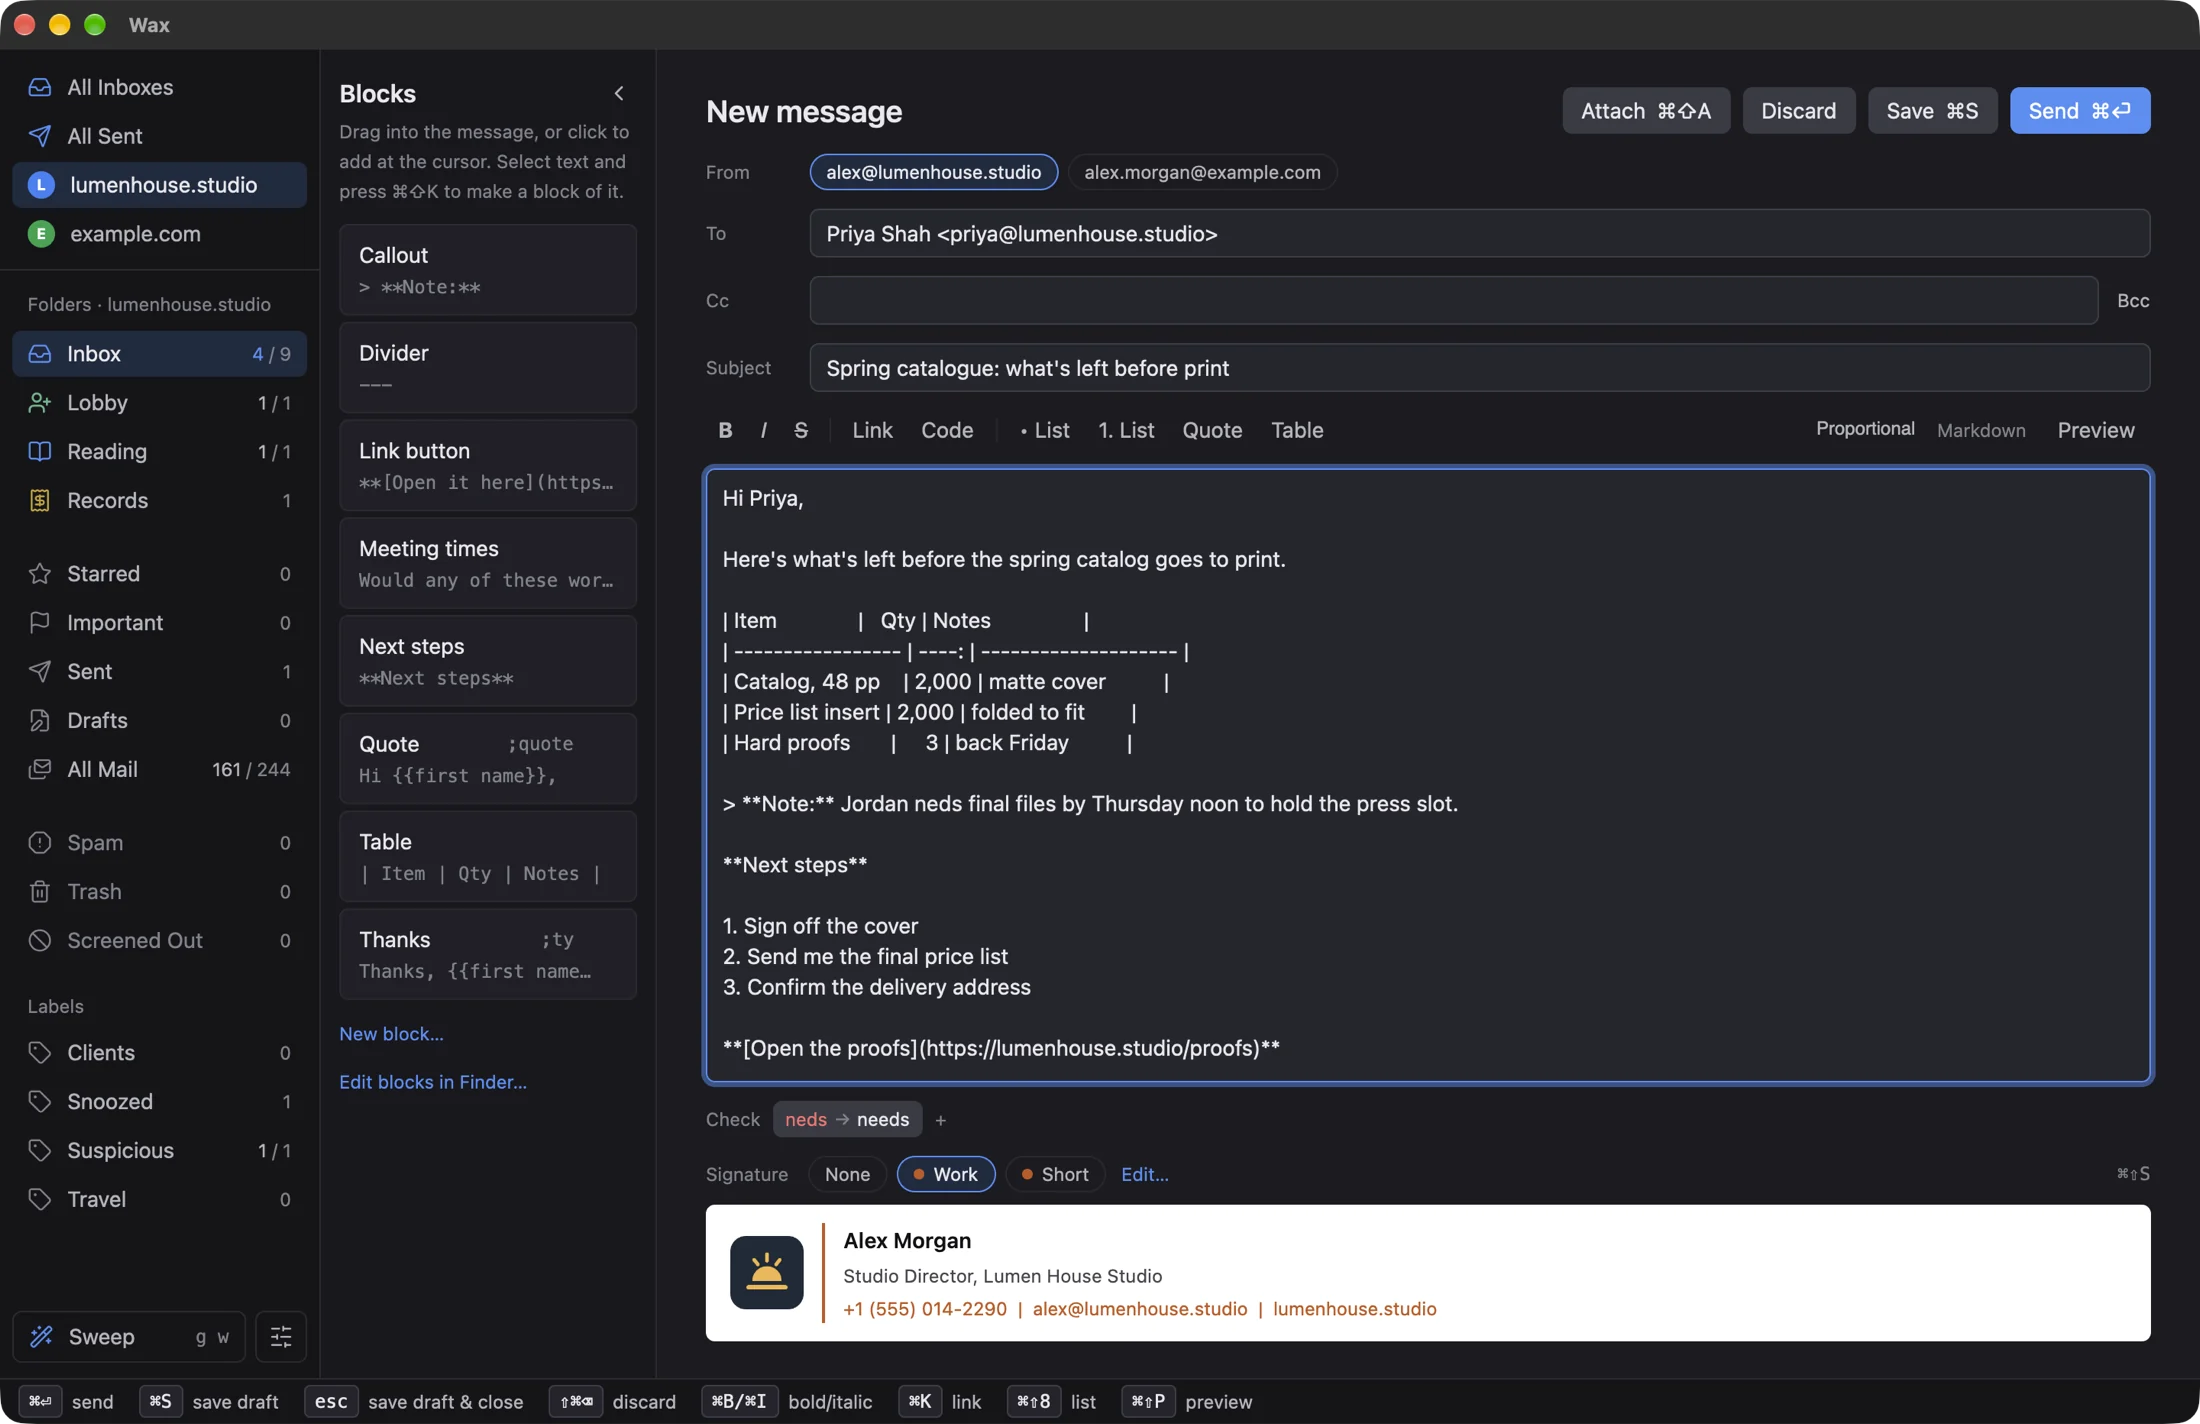 Wax
All Inboxes
All Sent
L lumenhouse.studio
E example.com
Folders · lumenhouse.studio
Inbox 4 / 9
Lobby 1 / 1
Reading 1 / 1
Records 1
Starred 0
Important 0
Sent 1
Drafts 0
All Mail 161 / 244
Spam 0
Trash 0
Screened Out 0
Labels
Clients 0
Snoozed 1
Suspicious 1 / 1
Travel 0
Sweep g w
Blocks
Drag into the message, or click to
add at the cursor. Select text and
press ⌘⇧K to make a block of it.
Callout
> **Note:**
Divider
---
Link button
**[Open it here](https…
Meeting times
Would any of these wor…
Next steps
**Next steps**
Quote ;quote
Hi {{first name}},
Table
| Item | Qty | Notes |
Thanks ;ty
Thanks, {{first name…
New block...
Edit blocks in Finder...
New message
Attach ⌘⇧A Discard Save ⌘S Send ⌘⏎
From alex@lumenhouse.studio alex.morgan@example.com
To Priya Shah <priya@lumenhouse.studio>
Cc Bcc
Subject Spring catalogue: what's left before print
B I S Link Code • List 1. List Quote Table Proportional Markdown Preview
Hi Priya,
Here's what's left before the spring catalog goes to print.
| Item | Qty | Notes |
| ----------------- | ----: | -------------------- |
| Catalog, 48 pp | 2,000 | matte cover |
| Price list insert | 2,000 | folded to fit |
| Hard proofs | 3 | back Friday |
> **Note:** Jordan neds final files by Thursday noon to hold the press slot.
**Next steps**
1. Sign off the cover
2. Send me the final price list
3. Confirm the delivery address
**[Open the proofs](https://lumenhouse.studio/proofs)**
Check neds → needs +
Signature None Work Short Edit... ⌘⇧S
Alex Morgan
Studio Director, Lumen House Studio
+1 (555) 014-2290 | alex@lumenhouse.studio | lumenhouse.studio
⌘⏎ send ⌘S save draft esc save draft & close ⇧⌘⌫ discard ⌘B/⌘I bold/italic ⌘K link ⌘⇧8 list ⌘⇧P preview